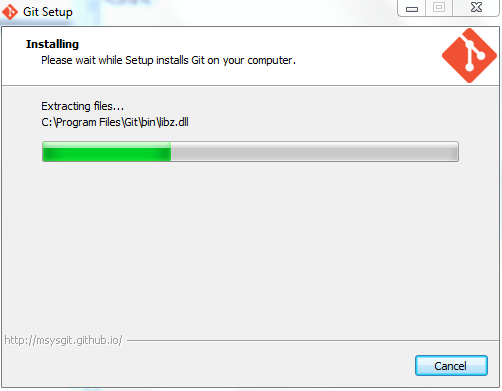 Git Setup
Installing
Please wait while Setup installs Git on your computer.
Extracting files...
C:\Program Files\Git\bin\libz.dll
http://msysgit.github.io/
Cancel